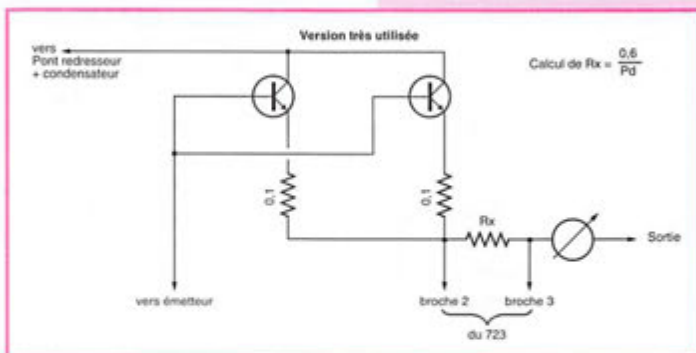 Version très utilisée
vers
Pont redresseur
+ condensateur
Calcul de Rx = 0,6
Pd
0,1
0,1
Rx
Sortie
vers émetteur
broche 2
broche 3
du 723